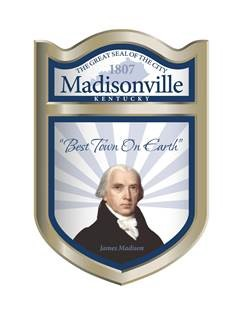 THE GREAT SEAL OF THE CITY
1807
Madisonville
KENTUCKY
"Best Town On Earth"
James Madison